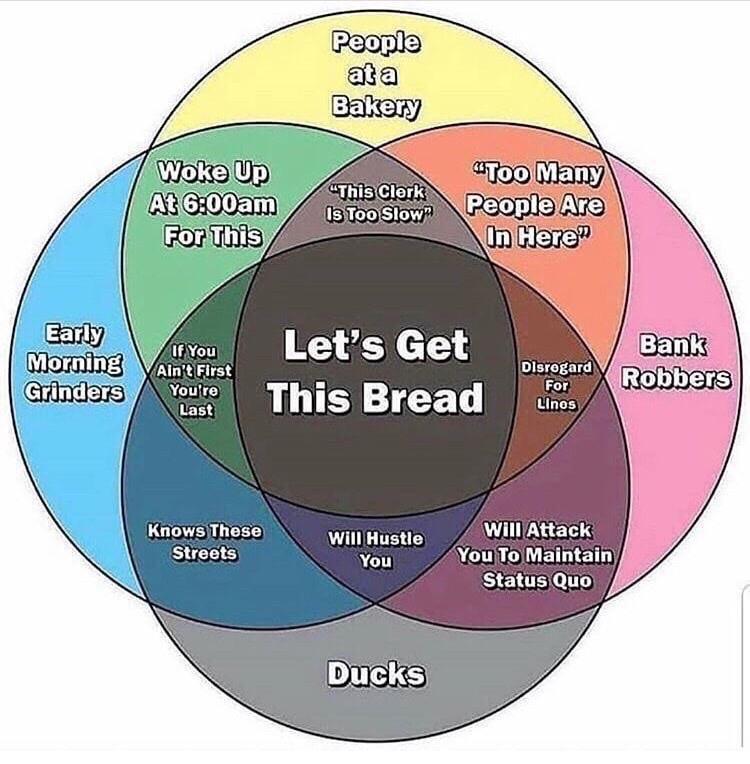 People
at a
Bakery
Woke Up
At 6:00am
For This
"This Clerk
Is Too Slow"
"Too Many
People Are
In Here"
Early
Morning
Grinders
If You
Ain't First
You're
Last
Let's Get
This Bread
Disregard
For
Lines
Bank
Robbers
Knows These
Streets
Will Hustle
You
Will Attack
You To Maintain
Status Quo
Ducks